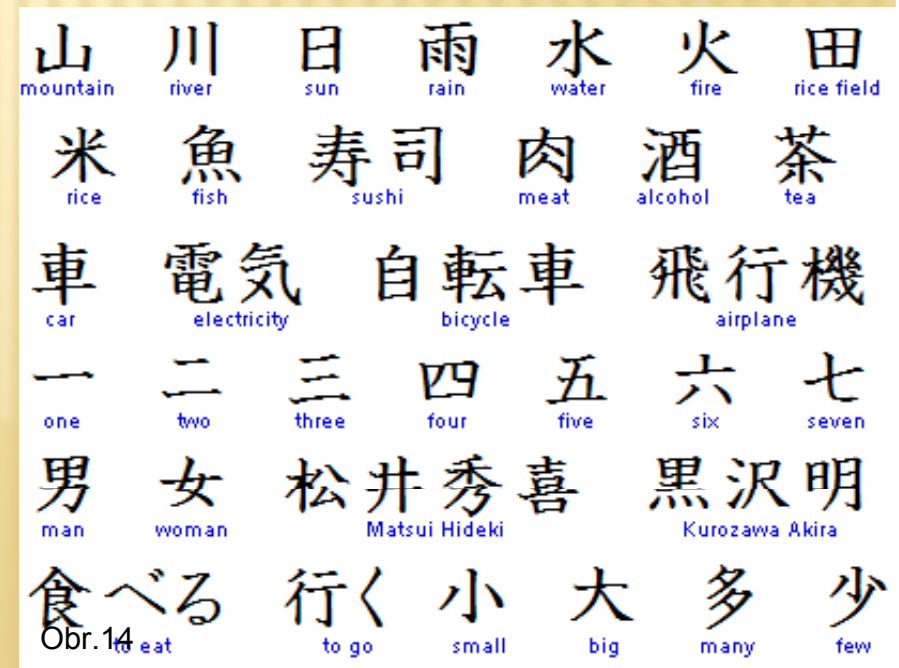 山 川 日 雨 水 火 田
mountain river sun rain water fire rice field
米 魚 寿司 肉 酒 茶
rice fish sushi meat alcohol tea
車 電気 自転車 飛行機
car electricity bicycle airplane
一 二 三 四 五 六 七
one two three four five six seven
男 女 松井秀喜 黒沢明
man woman Matsui Hideki Kurozawa Akira
食べる 行く 小 大 多 少
Obr.14 to eat to go small big many few